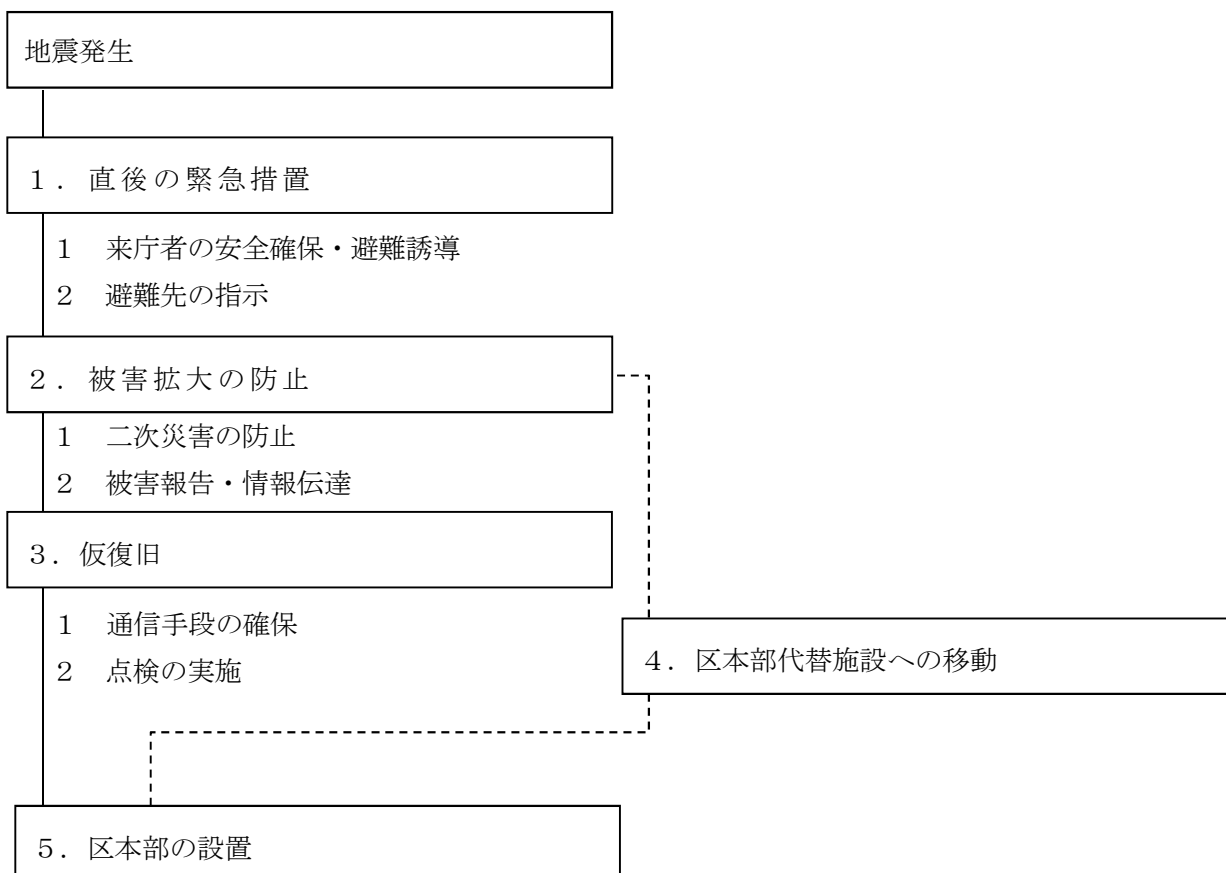 地震発生
１．直後の緊急措置
１　来庁者の安全確保・避難誘導
２　避難先の指示
２．被害拡大の防止
１　二次災害の防止
２　被害報告・情報伝達
３．仮復旧
１　通信手段の確保
２　点検の実施
４．区本部代替施設への移動
５．区本部の設置